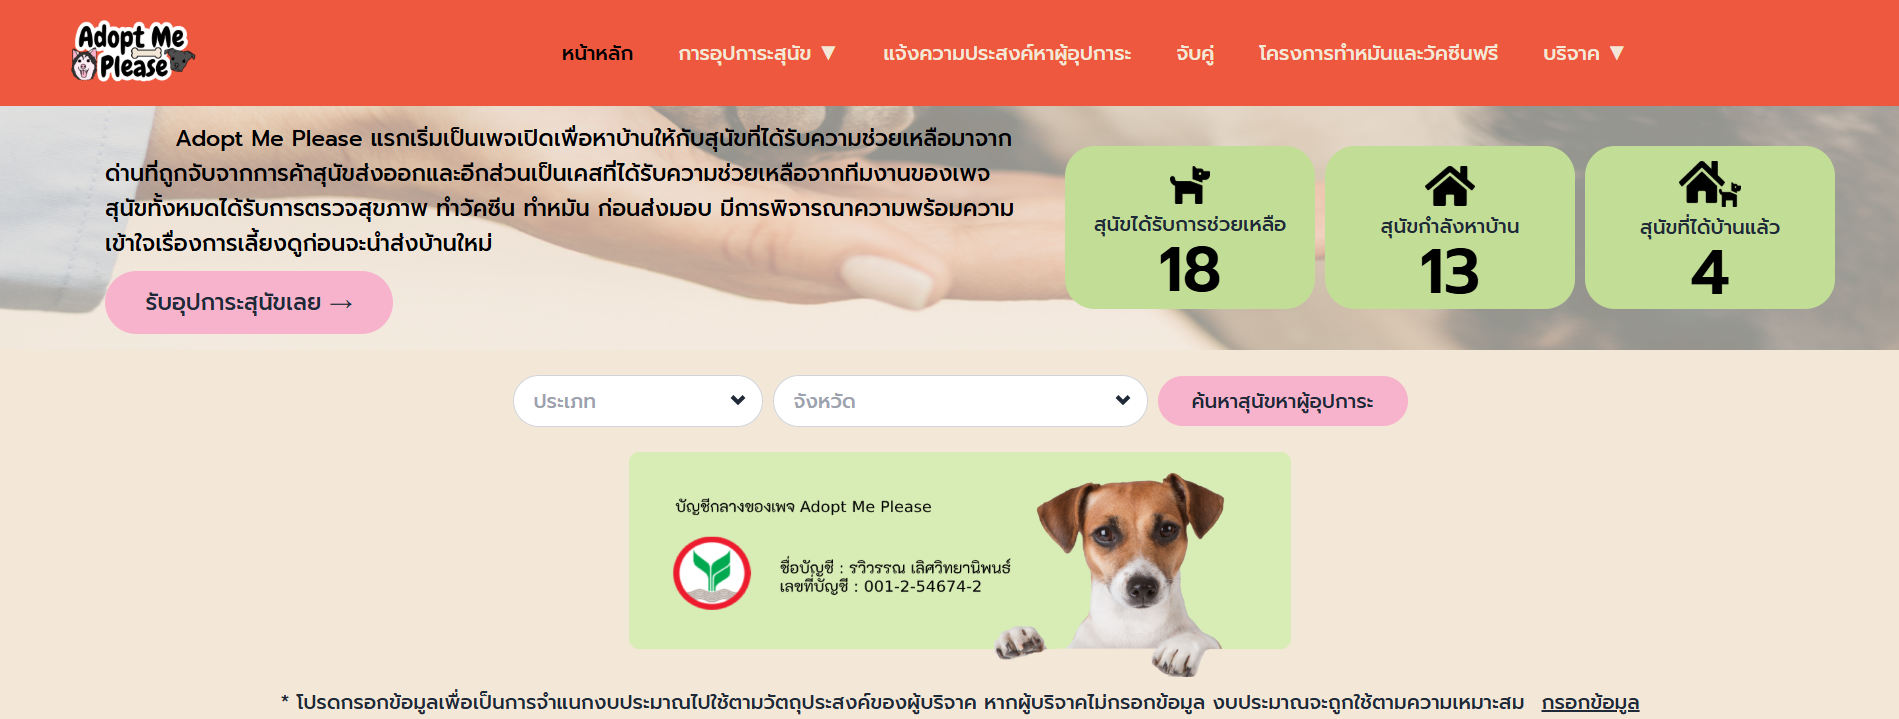 Adopt Me
Please
หน้าหลัก การอุปการะสุนัข ▼ แจ้งความประสงค์หาผู้อุปการะ จับคู่ โครงการทำหมันและวัคซีนฟรี บริจาค ▼
Adopt Me Please แรกเริ่มเป็นเพจเปิดเพื่อหาบ้านให้กับสุนัขที่ได้รับความช่วยเหลือมาจาก
ด่านที่ถูกจับจากการค้าสุนัขส่งออกและอีกส่วนเป็นเคสที่ได้รับความช่วยเหลือจากทีมงานของเพจ
สุนัขทั้งหมดได้รับการตรวจสุขภาพ ทำวัคซีน ทำหมัน ก่อนส่งมอบ มีการพิจารณาความพร้อมความ
เข้าใจเรื่องการเลี้ยงดูก่อนจะนำส่งบ้านใหม่
รับอุปการะสุนัขเลย →
สุนัขได้รับการช่วยเหลือ
18
สุนัขกำลังหาบ้าน
13
สุนัขที่ได้บ้านแล้ว
4
ประเภท จังหวัด ค้นหาสุนัขหาผู้อุปการะ
บัญชีกลางของเพจ Adopt Me Please
ชื่อบัญชี : รวิวรรณ เลิศวิทยานิพนธ์
เลขที่บัญชี : 001-2-54674-2
* โปรดกรอกข้อมูลเพื่อเป็นการจำแนกงบประมาณไปใช้ตามวัตถุประสงค์ของผู้บริจาค หากผู้บริจาคไม่กรอกข้อมูล งบประมาณจะถูกใช้ตามความเหมาะสม กรอกข้อมูล